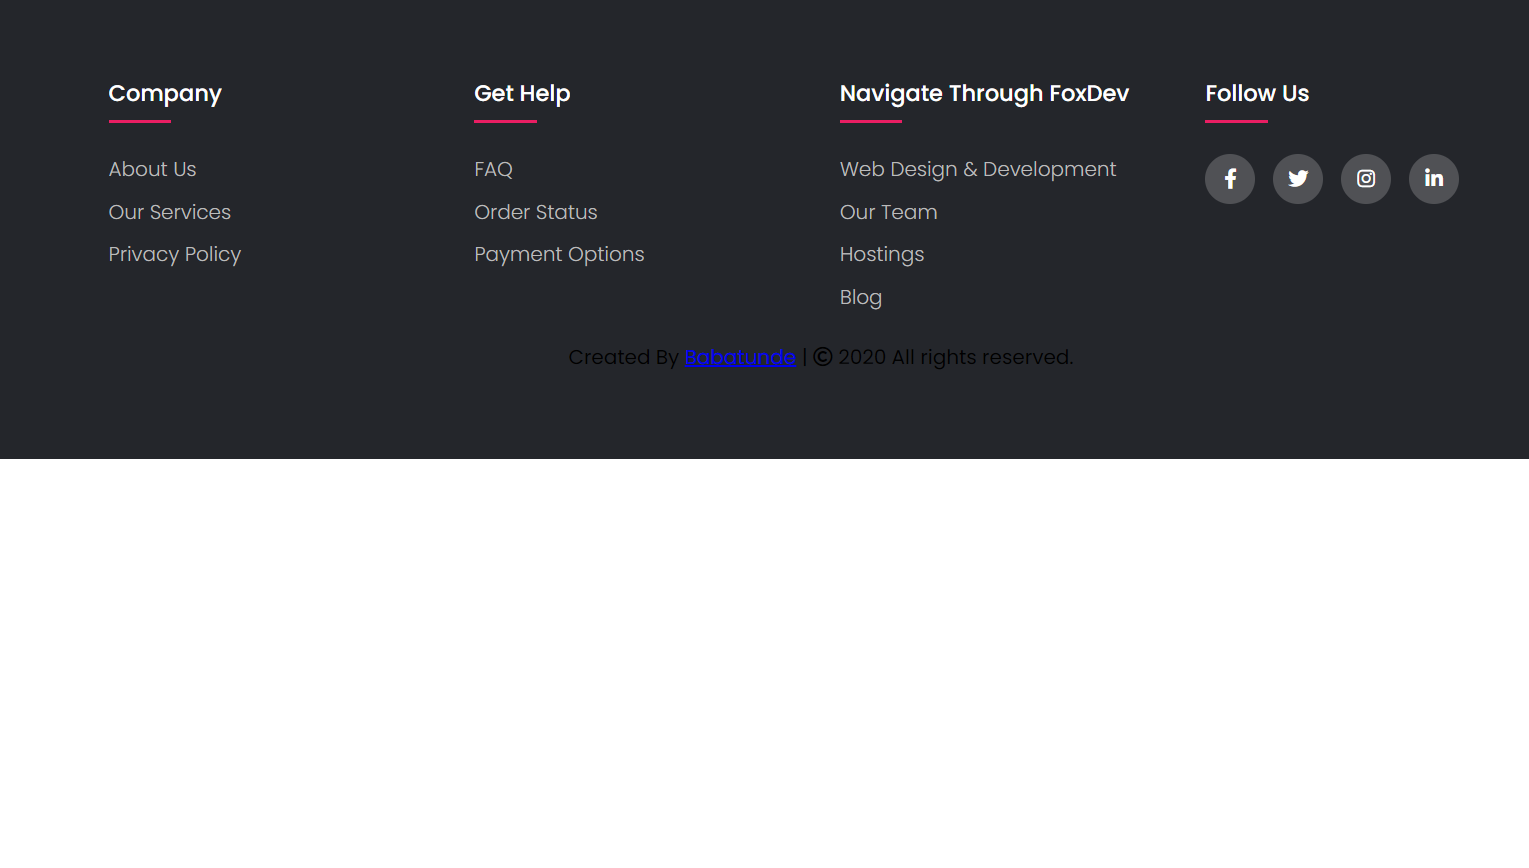 Company
About Us
Our Services
Privacy Policy
Get Help
FAQ
Order Status
Payment Options
Navigate Through FoxDev
Web Design & Development
Our Team
Hostings
Blog
Follow Us
Created By Babatunde | © 2020 All rights reserved.